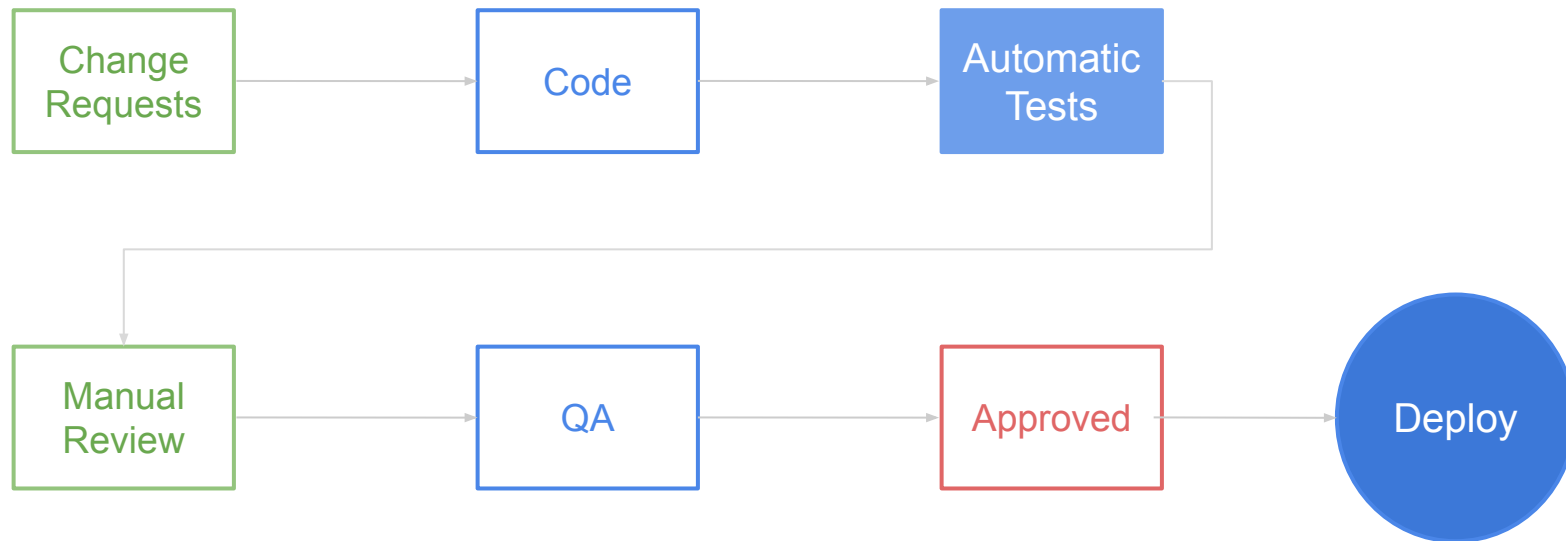 Change
Requests
Code
Automatic
Tests
Manual
Review
QA
Approved
Deploy